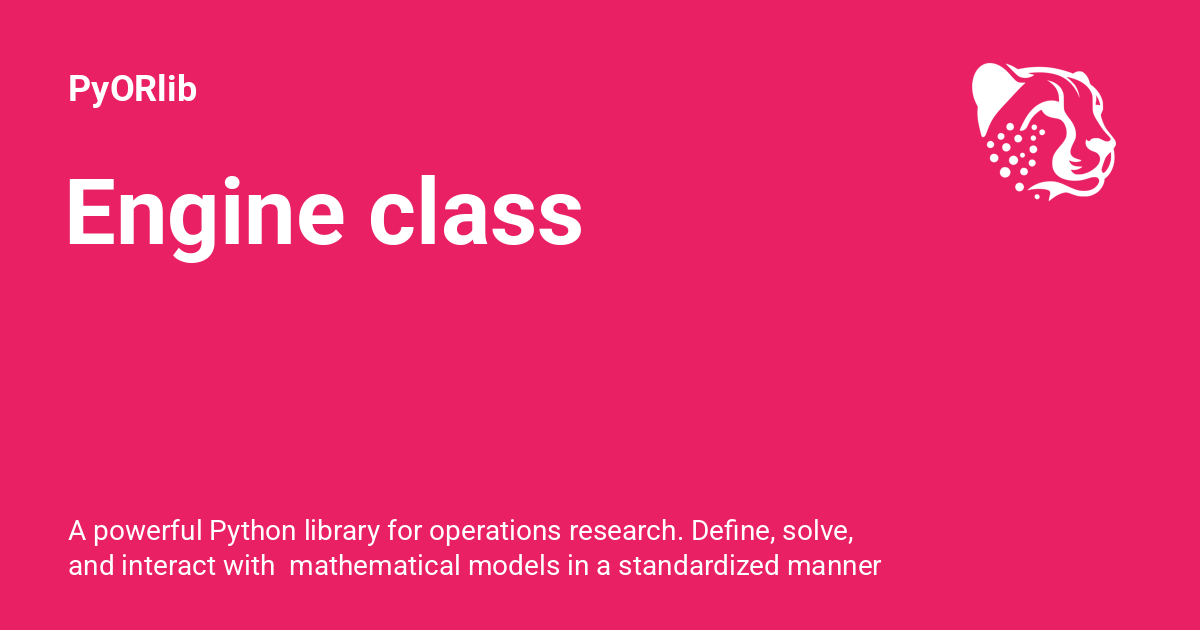 PyORlib
Engine class
A powerful Python library for operations research. Define, solve,
and interact with  mathematical models in a standardized manner